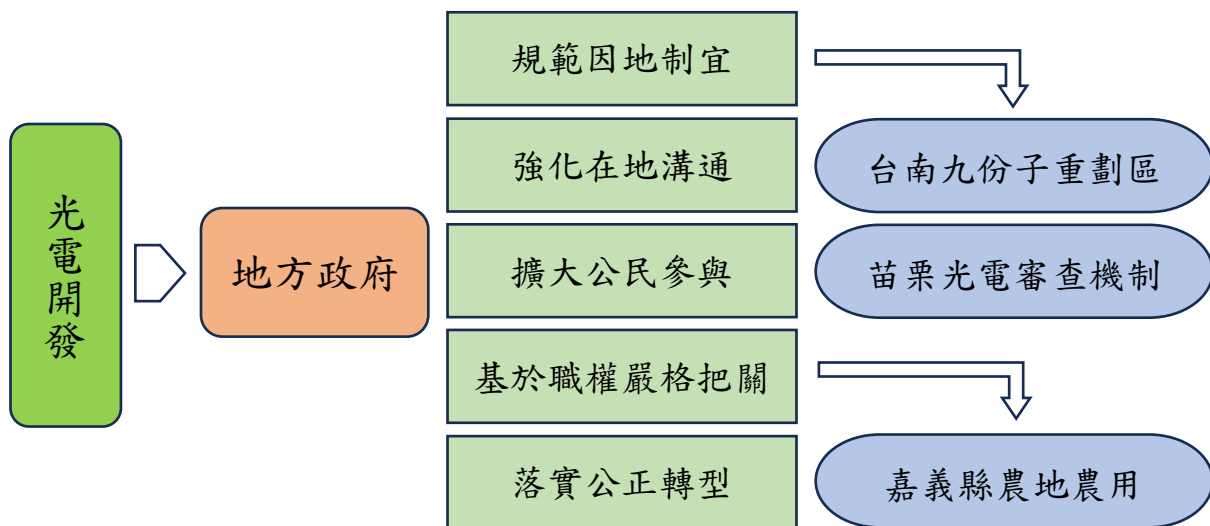 光電開發
地方政府
規範因地制宜
強化在地溝通
台南九份子重劃區
擴大公民參與
苗栗光電審查機制
基於職權嚴格把關
落實公正轉型
嘉義縣農地農用